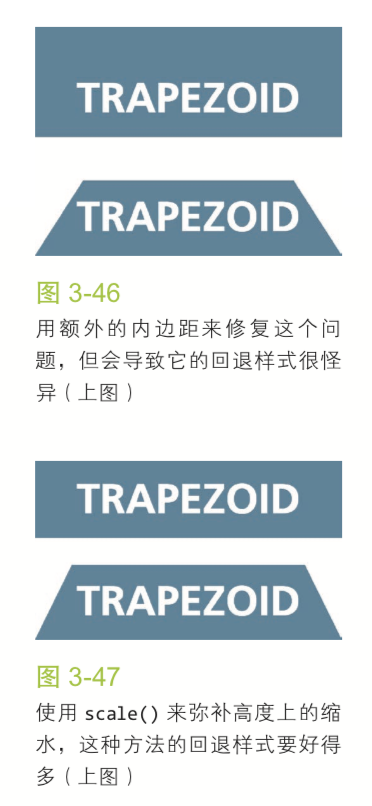 TRAPEZOID
TRAPEZOID
图 3-46
用额外的内边距来修复这个问
题，但会导致它的回退样式很怪
异（上图）
TRAPEZOID
TRAPEZOID
图 3-47
使用 scale() 来弥补高度上的缩
水，这种方法的回退样式要好得
多（上图）